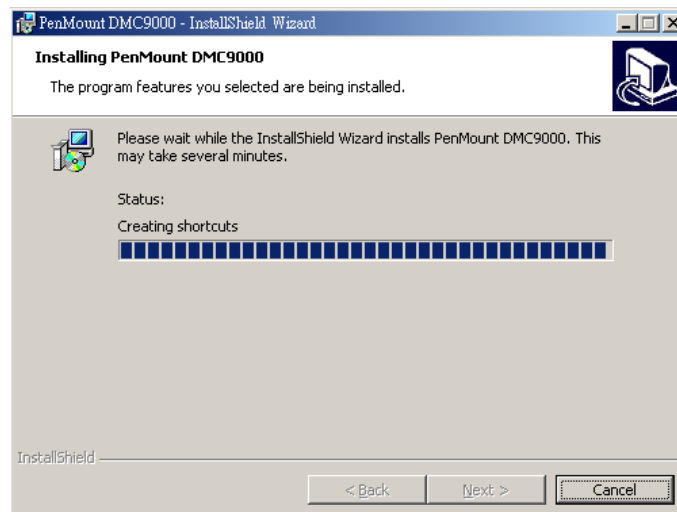 PenMount DMC9000 - InstallShield Wizard
Installing PenMount DMC9000
The program features you selected are being installed.
Please wait while the InstallShield Wizard installs PenMount DMC9000. This
may take several minutes.
Status:
Creating shortcuts
InstallShield
< Back
Next >
Cancel